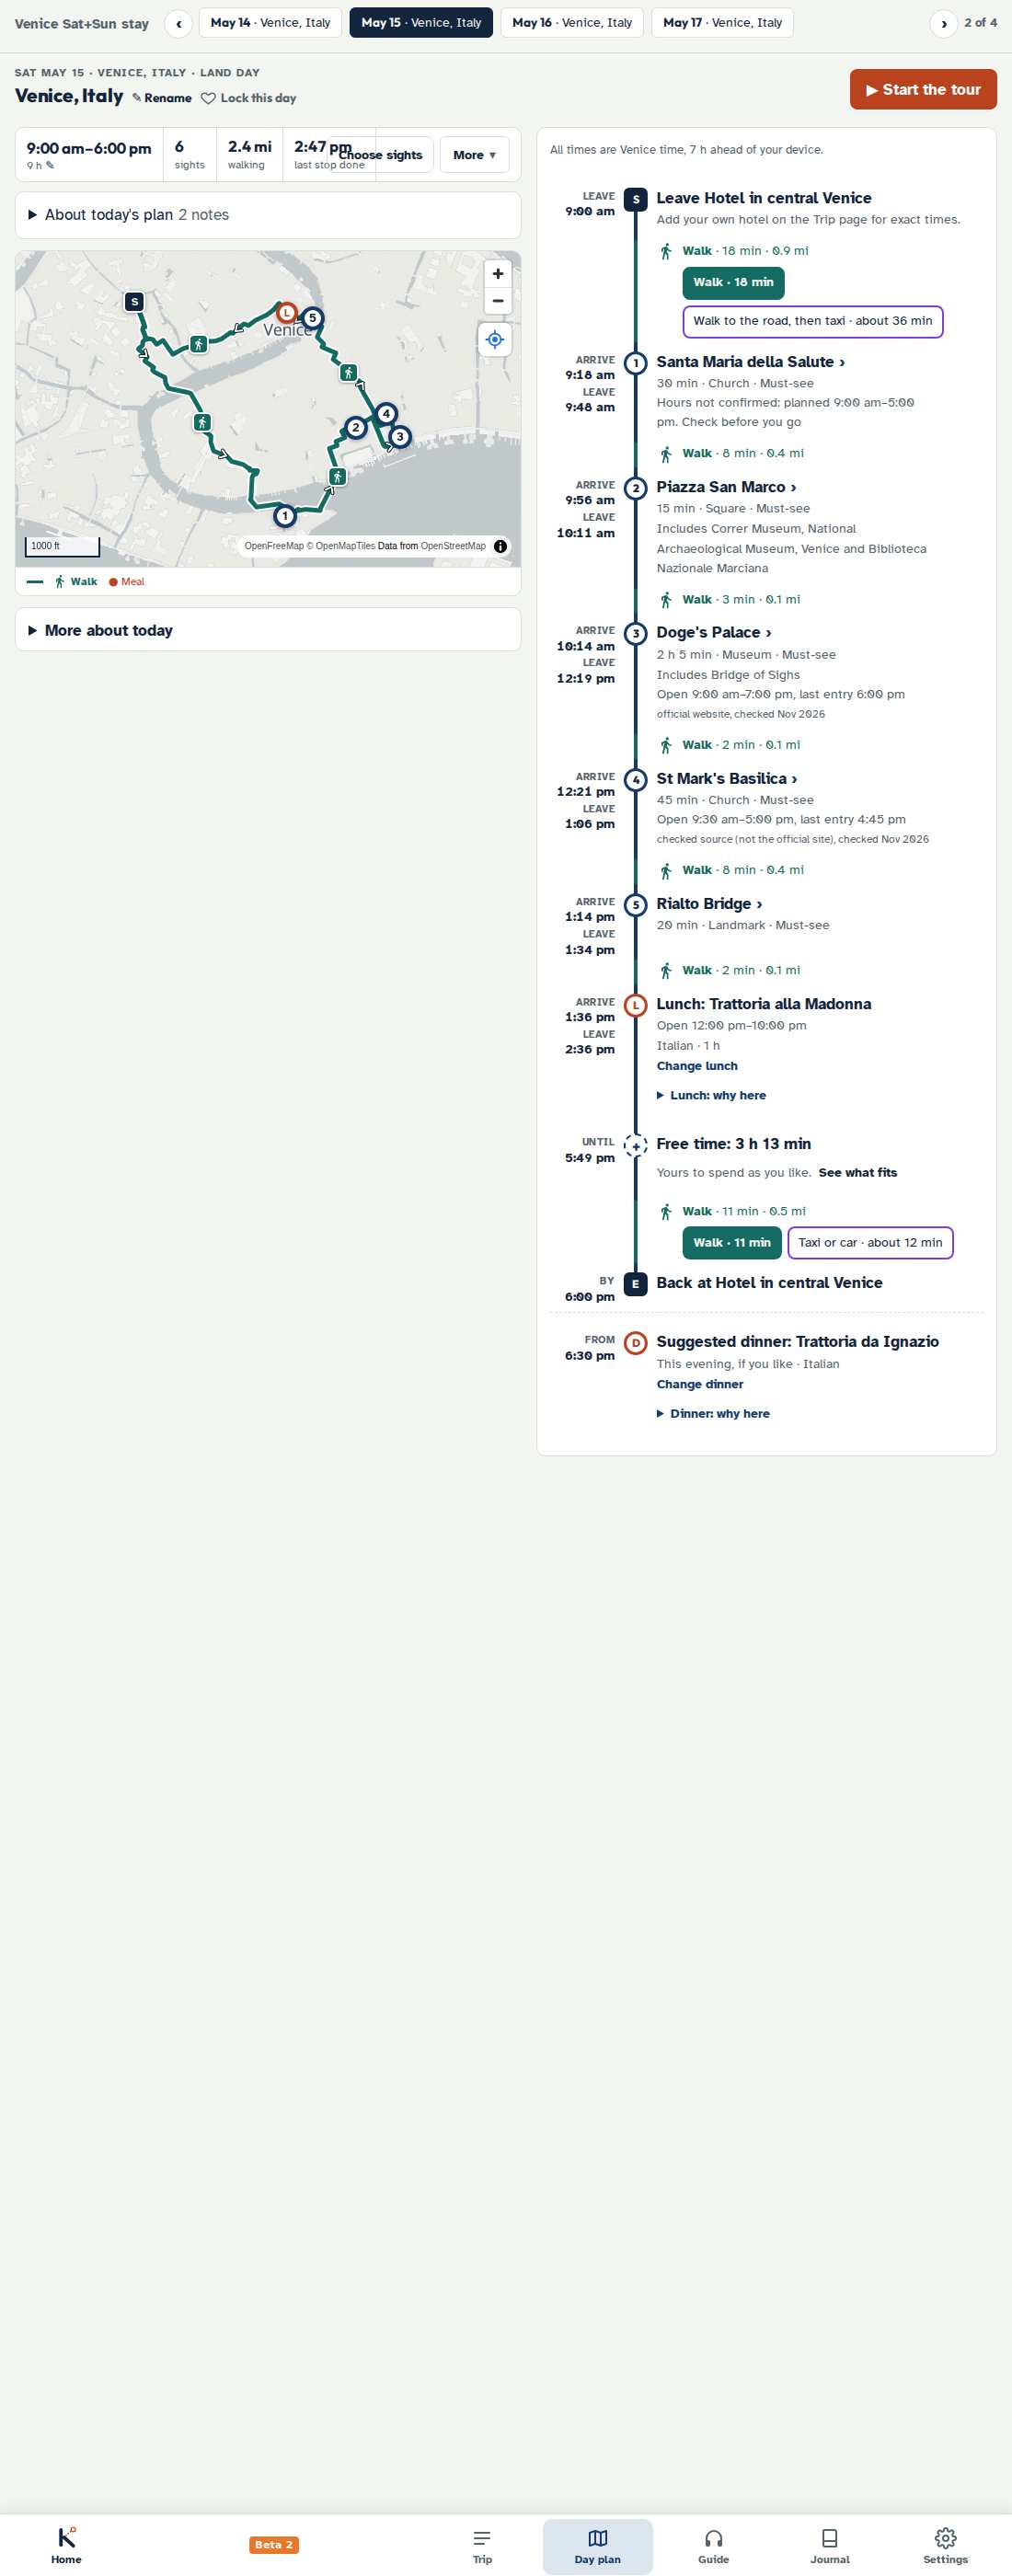 Venice Sat+Sun stay
‹
May 14 · Venice, Italy
May 15 · Venice, Italy
May 16 · Venice, Italy
May 17 · Venice, Italy
›
2 of 4
SAT MAY 15 · VENICE, ITALY · LAND DAY
Venice, Italy ✎ Rename ♡ Lock this day
▶ Start the tour
9:00 am–6:00 pm
9 h ✎
6
sights
2.4 mi
walking
2:47 pm
last stop done
Choose sights
More ▾
▶ About today's plan 2 notes
S
L
5
Venice
4
2
3
1
+
−
1000 ft
OpenFreeMap © OpenMapTiles Data from OpenStreetMap
Walk
Meal
▶ More about today
All times are Venice time, 7 h ahead of your device.
LEAVE
9:00 am
S
Leave Hotel in central Venice
Add your own hotel on the Trip page for exact times.
Walk · 18 min · 0.9 mi
Walk · 18 min
Walk to the road, then taxi · about 36 min
ARRIVE
9:18 am
LEAVE
9:48 am
1
Santa Maria della Salute ›
30 min · Church · Must-see
Hours not confirmed: planned 9:00 am–5:00
pm. Check before you go
Walk · 8 min · 0.4 mi
ARRIVE
9:56 am
LEAVE
10:11 am
2
Piazza San Marco ›
15 min · Square · Must-see
Includes Correr Museum, National
Archaeological Museum, Venice and Biblioteca
Nazionale Marciana
Walk · 3 min · 0.1 mi
ARRIVE
10:14 am
LEAVE
12:19 pm
3
Doge's Palace ›
2 h 5 min · Museum · Must-see
Includes Bridge of Sighs
Open 9:00 am–7:00 pm, last entry 6:00 pm
official website, checked Nov 2026
Walk · 2 min · 0.1 mi
ARRIVE
12:21 pm
LEAVE
1:06 pm
4
St Mark's Basilica ›
45 min · Church · Must-see
Open 9:30 am–5:00 pm, last entry 4:45 pm
checked source (not the official site), checked Nov 2026
Walk · 8 min · 0.4 mi
ARRIVE
1:14 pm
LEAVE
1:34 pm
5
Rialto Bridge ›
20 min · Landmark · Must-see
Walk · 2 min · 0.1 mi
ARRIVE
1:36 pm
LEAVE
2:36 pm
L
Lunch: Trattoria alla Madonna
Open 12:00 pm–10:00 pm
Italian · 1 h
Change lunch
▶ Lunch: why here
UNTIL
5:49 pm
+
Free time: 3 h 13 min
Yours to spend as you like. See what fits
Walk · 11 min · 0.5 mi
Walk · 11 min
Taxi or car · about 12 min
BY
6:00 pm
E
Back at Hotel in central Venice
FROM
6:30 pm
D
Suggested dinner: Trattoria da Ignazio
This evening, if you like · Italian
Change dinner
▶ Dinner: why here
Home
Beta 2
Trip
Day plan
Guide
Journal
Settings